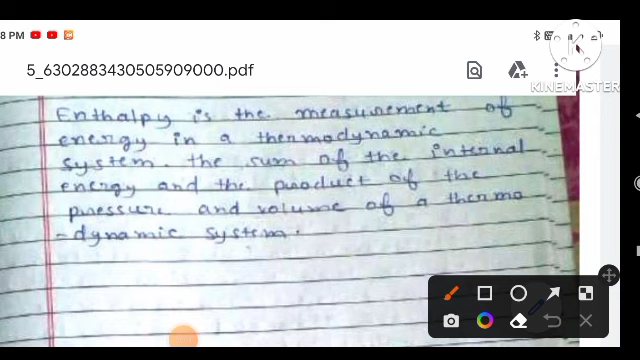 8 PM
KINEMASTER
5_6302883430505909000.pdf
Enthalpy is the measurement of
energy in a thermodynamic
system. the sum of the internal
energy and the product of the
pressure and volume of a thermo
-dynamic system.